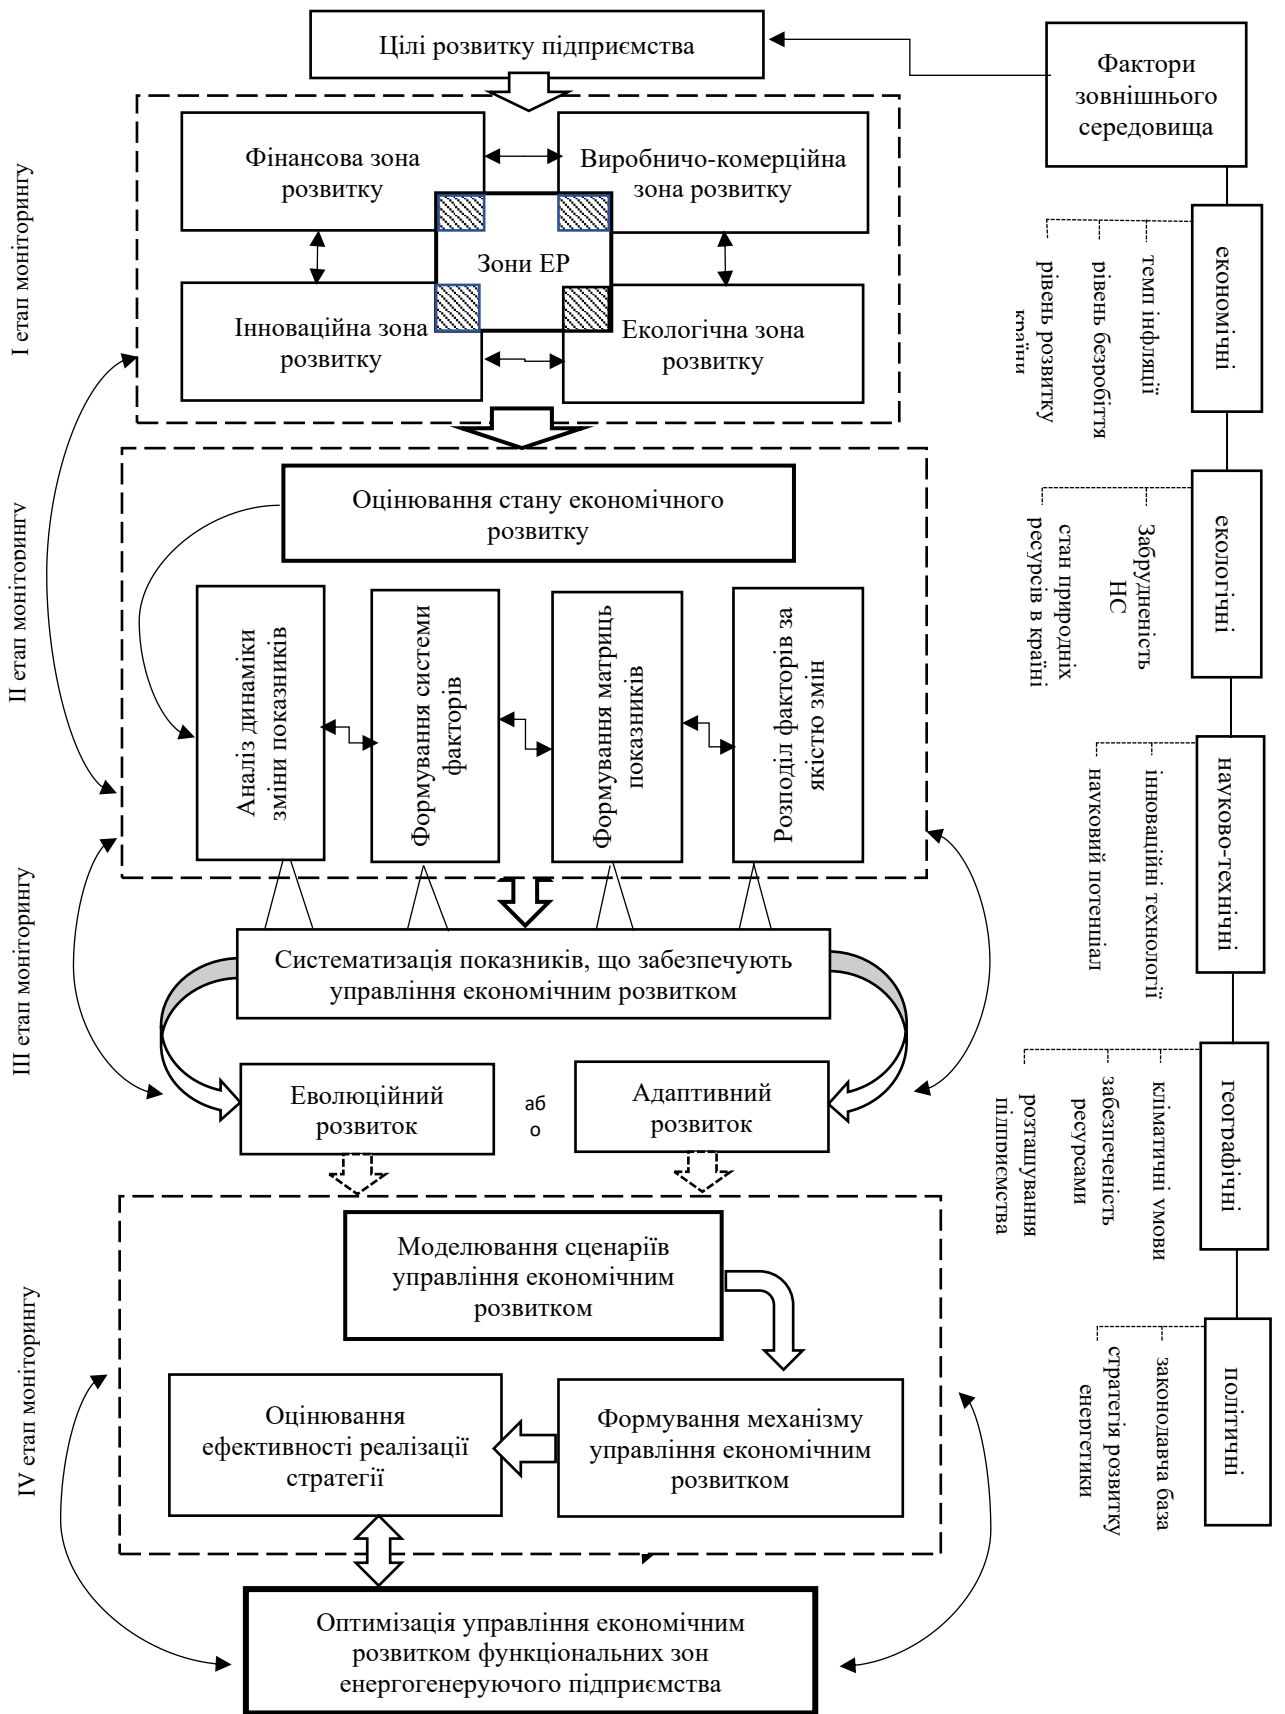 Цілі розвитку підприємства
Фактори
зовнішнього
середовища
І етап моніторингу
Фінансова зона
розвитку
Виробничо-комерційна
зона розвитку
Зони ЕР
Інноваційна зона
розвитку
Екологічна зона
розвитку
економічні
темп інфляції
рівень безробіття
рівень розвитку
країни
ІІ етап моніторингу
Оцінювання стану економічного
розвитку
Аналіз динаміки
зміни показників
Формування системи
факторів
Формування матриць
показників
Розподіл факторів за
якістю змін
екологічні
Забрудненість
НС
стан природніх
ресурсів в країні
науково-технічні
інноваційні технології
науковий потенціал
ІІІ етап моніторингу
Систематизація показників, що забезпечують
управління економічним розвитком
Еволюційний
розвиток
аб
о
Адаптивний
розвиток
географічні
кліматичні умови
забезпеченість
ресурсами
розташування
підприємства
IV етап моніторингу
Моделювання сценаріїв
управління економічним
розвитком
Оцінювання
ефективності реалізації
стратегії
Формування механізму
управління економічним
розвитком
політичні
законодавча база
стратегія розвитку
енергетики
Оптимізація управління економічним
розвитком функціональних зон
енергогенеруючого підприємства